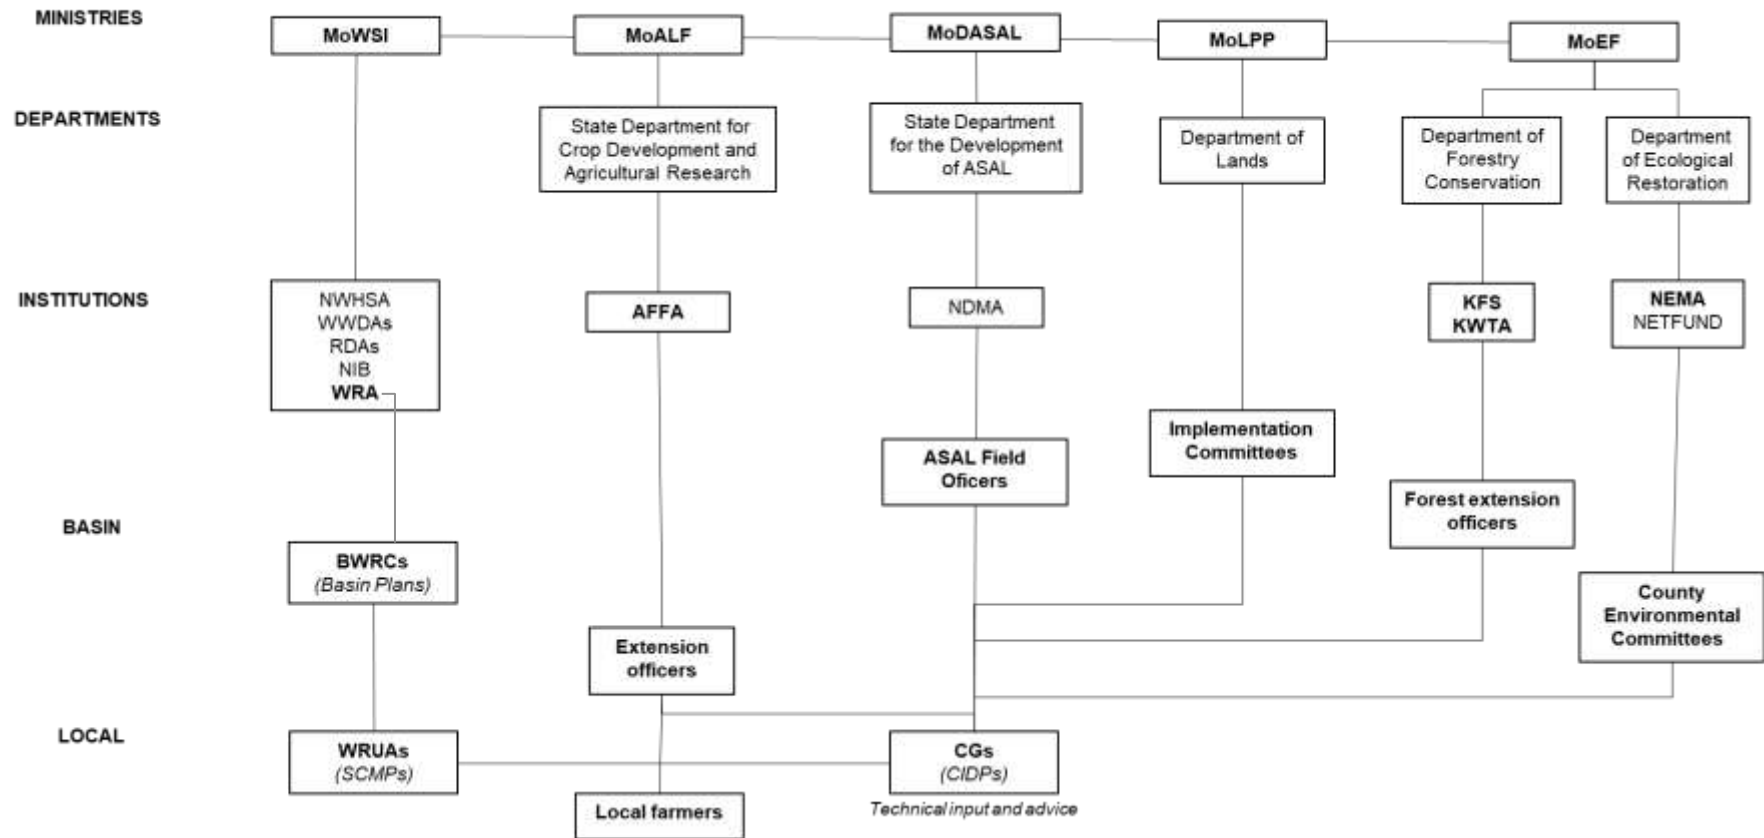 MINISTRIES
MoWSI
MoALF
MoDASAL
MoLPP
MoEF
DEPARTMENTS
State Department for
Crop Development and
Agricultural Research
State Department
for the Development
of ASAL
Department of
Lands
Department of
Forestry
Conservation
Department
of Ecological
Restoration
INSTITUTIONS
NWHSA
WWDAs
RDAs
NIB
WRA
AFFA
NDMA
KFS
KWTA
NEMA
NETFUND
Implementation
Committees
ASAL Field
Oficers
Forest extension
officers
BASIN
BWRCs
(Basin Plans)
County
Environmental
Committees
Extension
officers
LOCAL
WRUAs
(SCMPs)
CGs
(CIDPs)
Local farmers
Technical input and advice